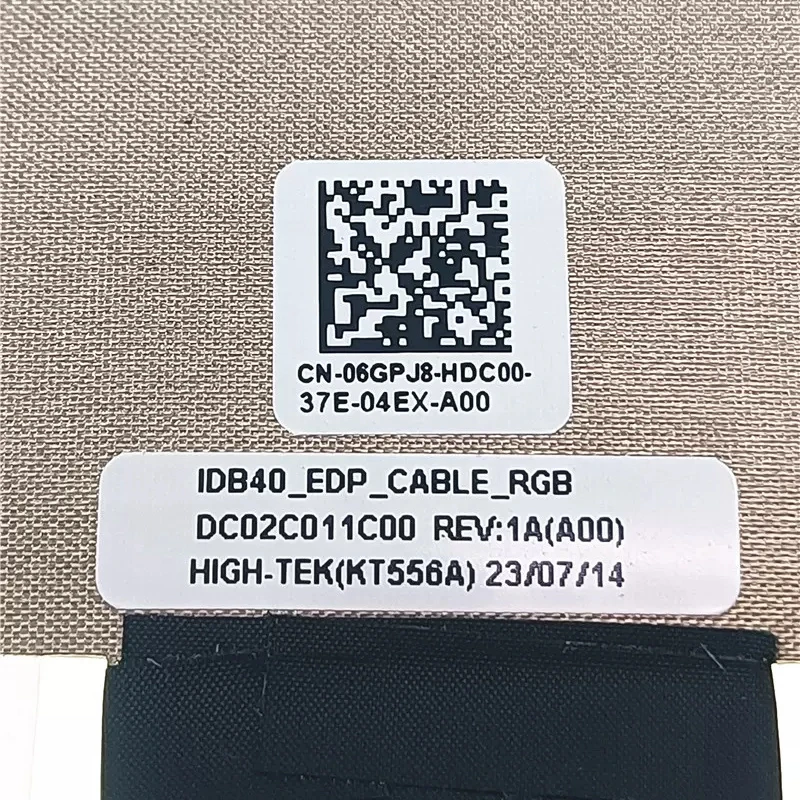 CN-06GPJ8-HDC00-
37E-04EX-A00
IDB40_EDP_CABLE_RGB
DC02C011C00 REV:1A(A00)
HIGH-TEK(KT556A) 23/07/14